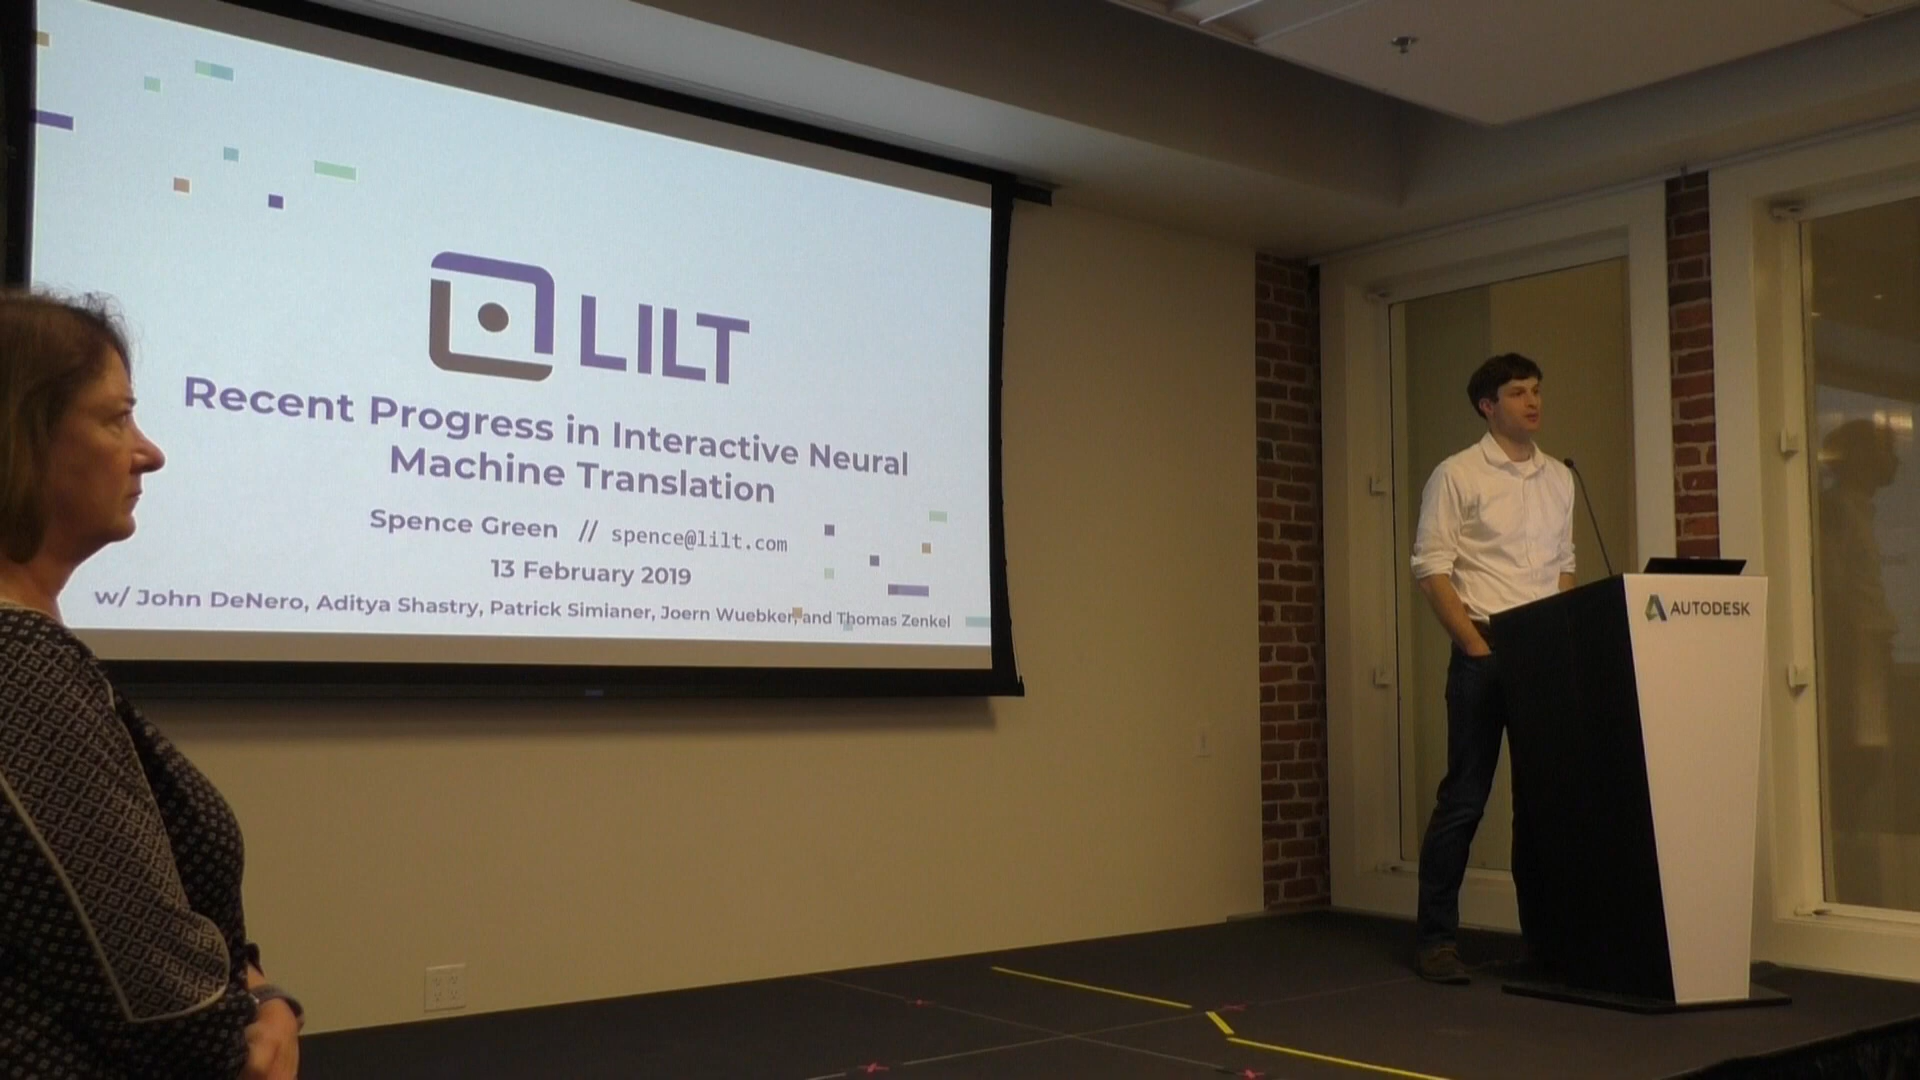 LILT
Recent Progress in Interactive Neural
Machine Translation
Spence Green // spence@lilt.com
13 February 2019
w/ John DeNero, Aditya Shastry, Patrick Simianer, Joern Wuebker, and Thomas Zenkel
AUTODESK